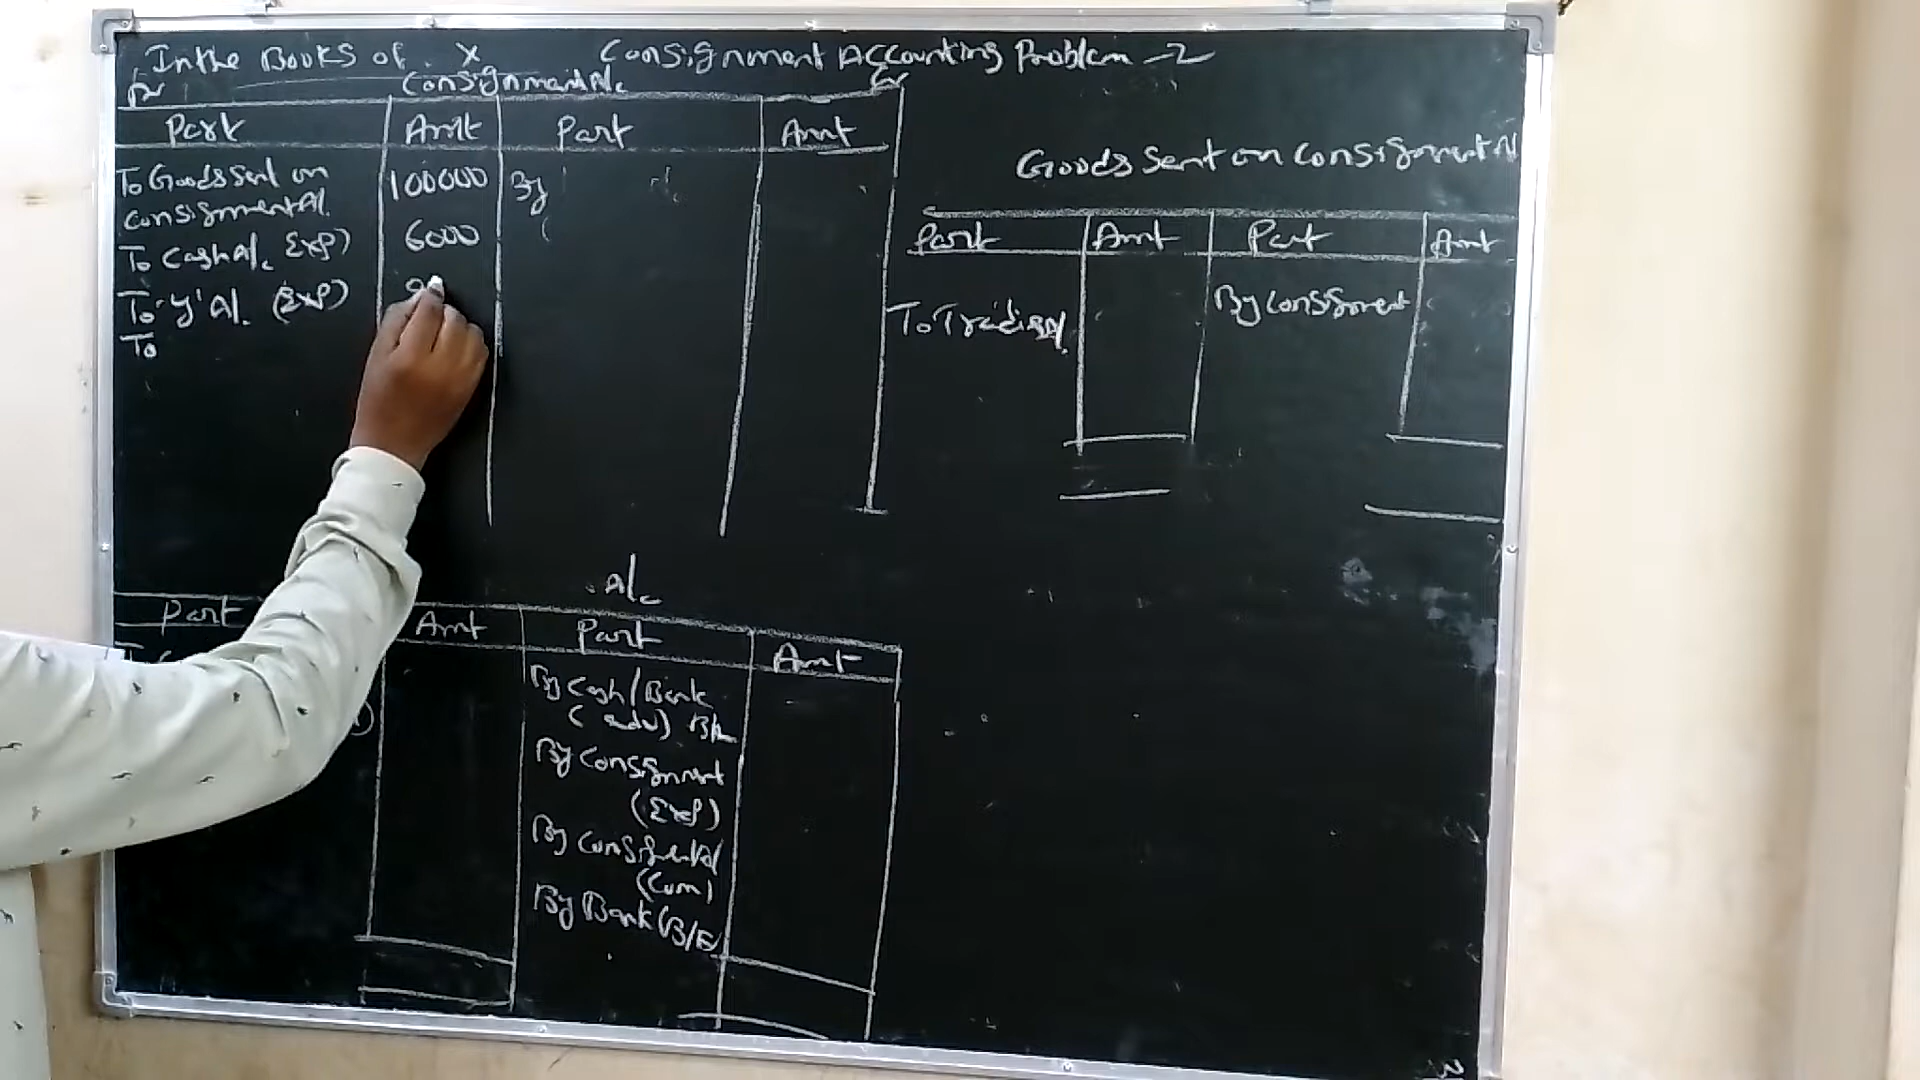 In the Books of X
Consignment Accounting Problem - 2
Dr Consignment A/c Cr
Part Amt Part Amt
To Goods sent on 100000 By
consignment A/.
To Cash A/c Exp) 6000
To y' A/. (Exp)
To
Goods sent on consignment A/
Part Amt Part Amt
To Trading A/. By consignment
A/c
Part Amt Part Amt
By Cash/Bank
(adv)
By Consignment
(Exp)
By Consignment A/
(Com)
By Bank (B/E